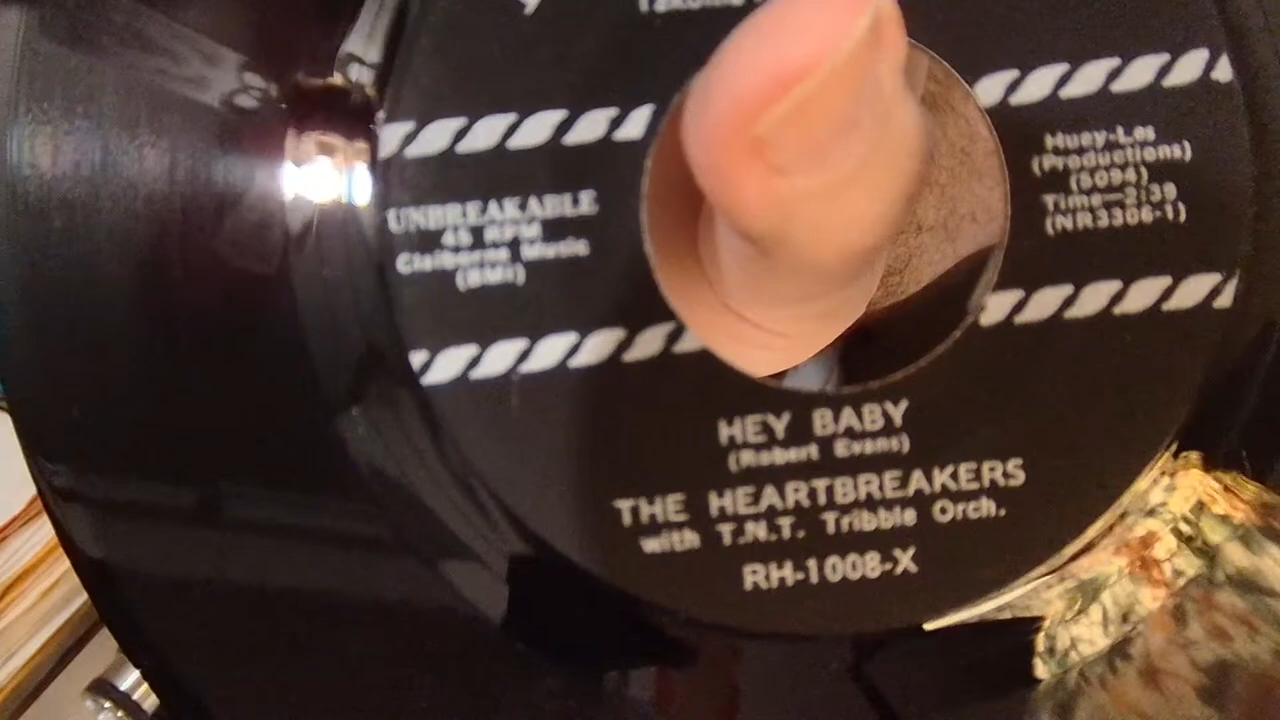 UNBREAKABLE
45 RPM
Claiborne Music
(BMI)
Huey-Les
(Productions)
(5094)
Time—2:39
(NR3306-1)
HEY BABY
(Robert Evans)
THE HEARTBREAKERS
with T.N.T. Tribble Orch.
RH-1008-X